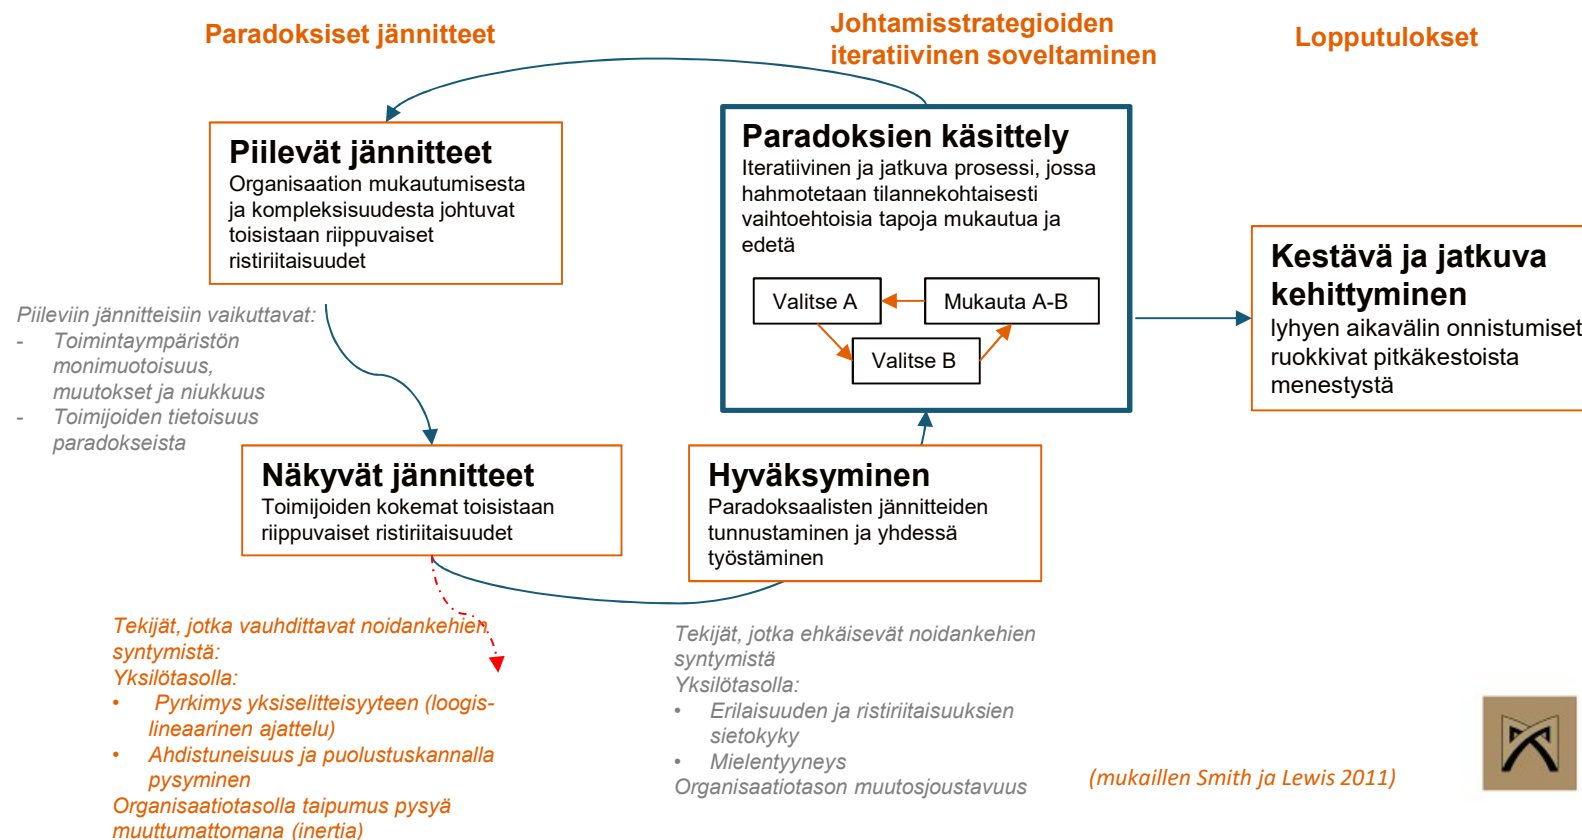 Paradoksiset jännitteet
Johtamisstrategioiden
iteratiivinen soveltaminen
Lopputulokset
Piilevät jännitteet
Organisaation mukautumisesta
ja kompleksisuudesta johtuvat
toisistaan riippuvaiset
ristiriitaisuudet
Paradoksien käsittely
Iteratiivinen ja jatkuva prosessi, jossa
hahmotetaan tilannekohtaisesti
vaihtoehtoisia tapoja mukautua ja
edetä
Valitse A
Mukauta A-B
Valitse B
Kestävä ja jatkuva
kehittyminen
lyhyen aikavälin onnistumiset
ruokkivat pitkäkestoista
menestystä
Piileviin jännitteisiin vaikuttavat:
- Toimintaympäristön
monimuotoisuus,
muutokset ja niukkuus
- Toimijoiden tietoisuus
paradokseista
Näkyvät jännitteet
Toimijoiden kokemat toisistaan
riippuvaiset ristiriitaisuudet
Hyväksyminen
Paradoksaalisten jännitteiden
tunnustaminen ja yhdessä
työstäminen
Tekijät, jotka vauhdittavat noidankehien
syntymistä:
Yksilötasolla:
• Pyrkimys yksiselitteisyyteen (loogis-
lineaarinen ajattelu)
• Ahdistuneisuus ja puolustuskannalla
pysyminen
Organisaatiotasolla taipumus pysyä
muuttumattomana (inertia)
Tekijät, jotka ehkäisevät noidankehien
syntymistä
Yksilötasolla:
• Erilaisuuden ja ristiriitaisuuksien
sietokyky
• Mielentyyneys
Organisaatiotason muutosjoustavuus
(mukaillen Smith ja Lewis 2011)